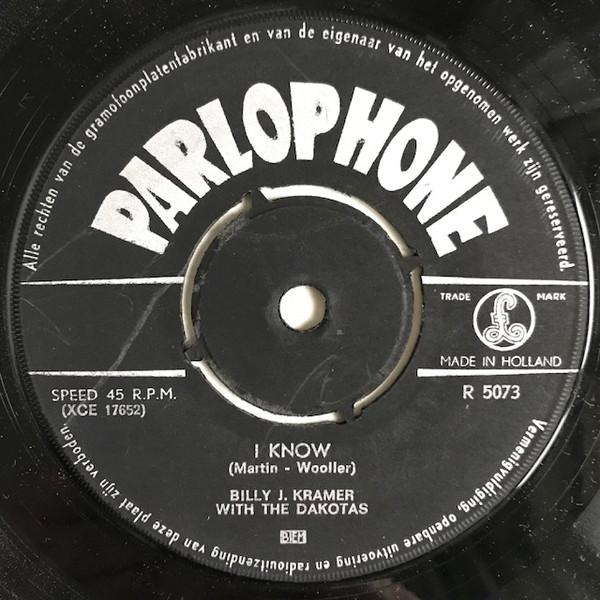 Alle rechten van de gramofoonplatenfabrikant en van de eigenaar van het opgenomen werk zijn gereserveerd.
PARLOPHONE
TRADE MARK
£
MADE IN HOLLAND
SPEED 45 R.P.M.
(XCE 17652)
R 5073
I KNOW
(Martin - Wooller)
BILLY J. KRAMER
WITH THE DAKOTAS
BIEM
Vermenigvuldiging, openbare uitvoering en radiouitzending van deze plaat zijn verboden.